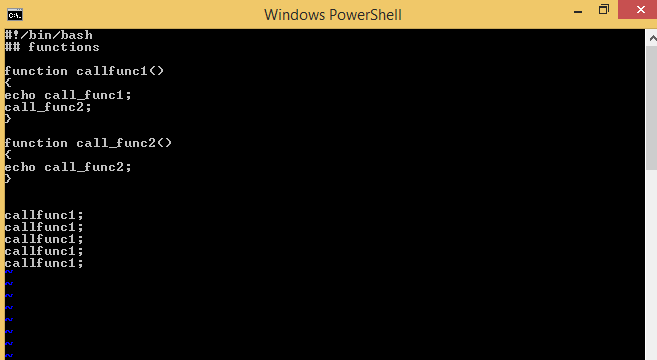 Windows PowerShell
#!/bin/bash
## functions
function callfunc1()
{
echo call_func1;
call_func2;
}
function call_func2()
{
echo call_func2;
}
callfunc1;
callfunc1;
callfunc1;
callfunc1;
callfunc1;
~
~
~
~
~
~
~
~